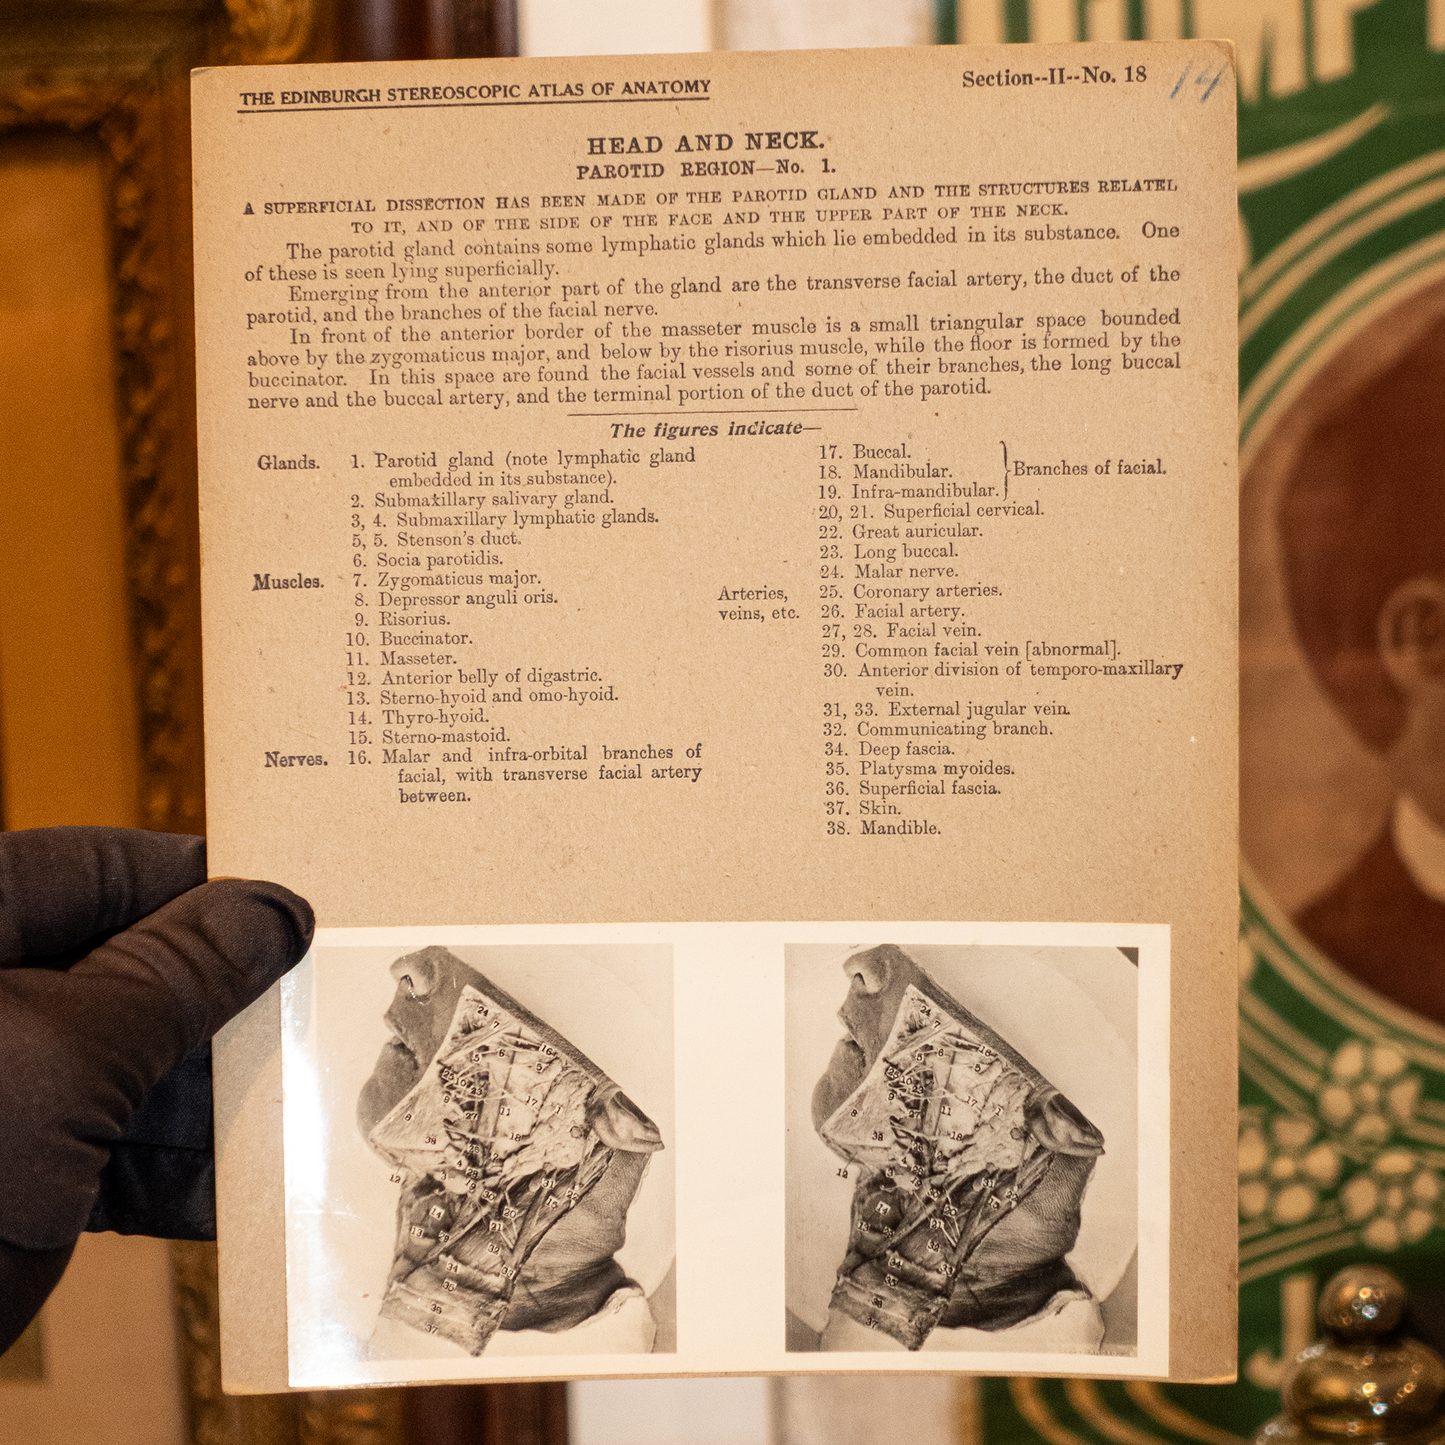 THE EDINBURGH STEREOSCOPIC ATLAS OF ANATOMY
Section--II--No. 18
14
HEAD AND NECK.
PAROTID REGION—No. 1.
A SUPERFICIAL DISSECTION HAS BEEN MADE OF THE PAROTID GLAND AND THE STRUCTURES RELATEL
TO IT, AND OF THE SIDE OF THE FACE AND THE UPPER PART OF THE NECK.
The parotid gland contains some lymphatic glands which lie embedded in its substance. One
of these is seen lying superficially.
Emerging from the anterior part of the gland are the transverse facial artery, the duct of the
parotid, and the branches of the facial nerve.
In front of the anterior border of the masseter muscle is a small triangular space bounded
above by the zygomaticus major, and below by the risorius muscle, while the floor is formed by the
buccinator. In this space are found the facial vessels and some of their branches, the long buccal
nerve and the buccal artery, and the terminal portion of the duct of the parotid.
The figures indicate—
Glands. 1. Parotid gland (note lymphatic gland
embedded in its substance).
2. Submaxillary salivary gland.
3, 4. Submaxillary lymphatic glands.
5, 5. Stenson's duct.
6. Socia parotidis.
Muscles. 7. Zygomaticus major.
8. Depressor anguli oris.
9. Risorius.
10. Buccinator.
11. Masseter.
12. Anterior belly of digastric.
13. Sterno-hyoid and omo-hyoid.
14. Thyro-hyoid.
15. Sterno-mastoid.
Nerves. 16. Malar and infra-orbital branches of
facial, with transverse facial artery
between.
17. Buccal.
18. Mandibular.
19. Infra-mandibular.
Branches of facial.
20, 21. Superficial cervical.
22. Great auricular.
23. Long buccal.
24. Malar nerve.
Arteries, 25. Coronary arteries.
veins, etc. 26. Facial artery.
27, 28. Facial vein.
29. Common facial vein [abnormal].
30. Anterior division of temporo-maxillary
vein.
31, 33. External jugular vein.
32. Communicating branch.
34. Deep fascia.
35. Platysma myoides.
36. Superficial fascia.
37. Skin.
38. Mandible.